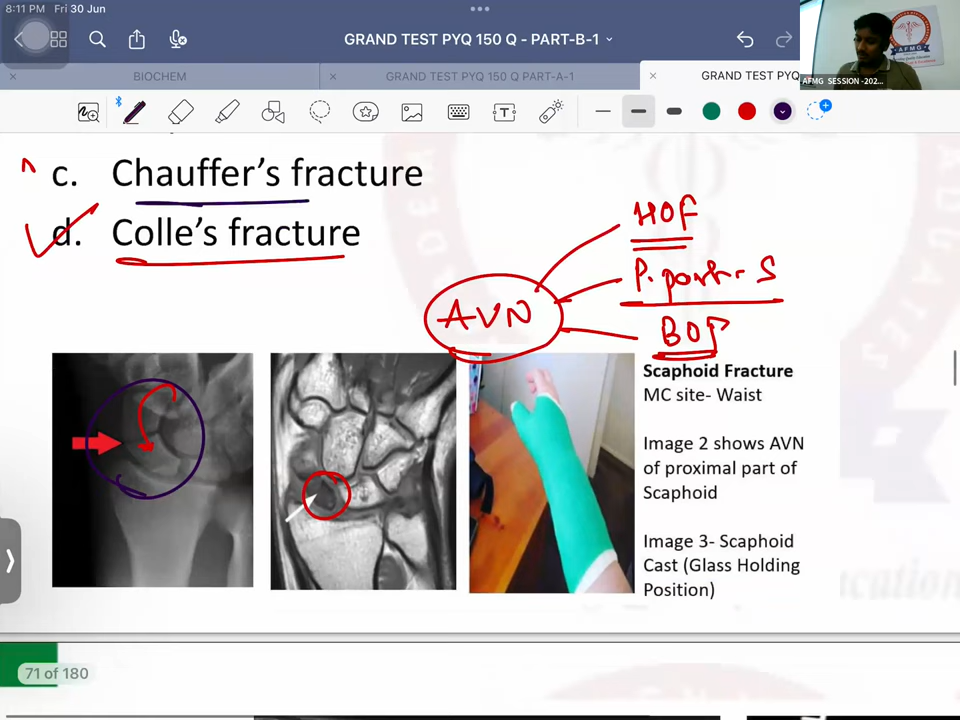 8:11 PM Fri 30 Jun
GRAND TEST PYQ 150 Q - PART-B-1
AFMG
AFMG SESSION -202...
BIOCHEM
GRAND TEST PYQ 150 Q PART-A-1
GRAND TEST PYQ
c. Chauffer's fracture
d. Colle's fracture
HOF
P. part - S
AVN
BOT
Scaphoid Fracture
MC site- Waist
Image 2 shows AVN
of proximal part of
Scaphoid
Image 3- Scaphoid
Cast (Glass Holding
Position)
71 of 180